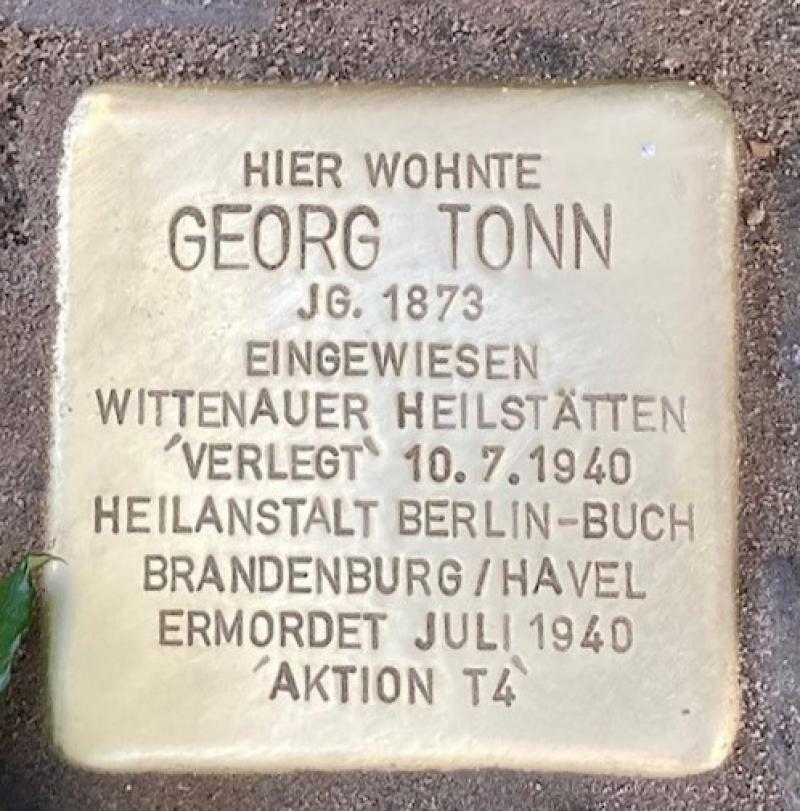 HIER WOHNTE
GEORG TONN
JG. 1873
EINGEWIESEN
WITTENAUER HEILSTÄTTEN
´VERLEGT` 10.7.1940
HEILANSTALT BERLIN-BUCH
BRANDENBURG/HAVEL
ERMORDET JULI 1940
´AKTION T4`